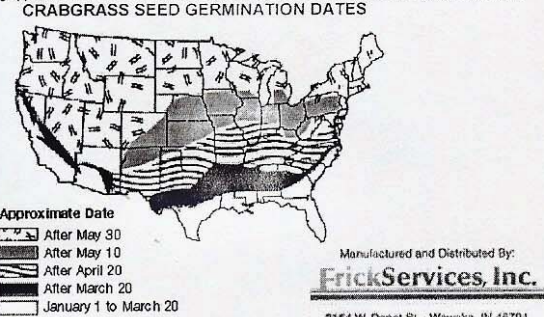 CRABGRASS SEED GERMINATION DATES
Approximate Date
After May 30
After May 10
After April 20
After March 20
January 1 to March 20
Manufactured and Distributed By:
FrickServices, Inc.